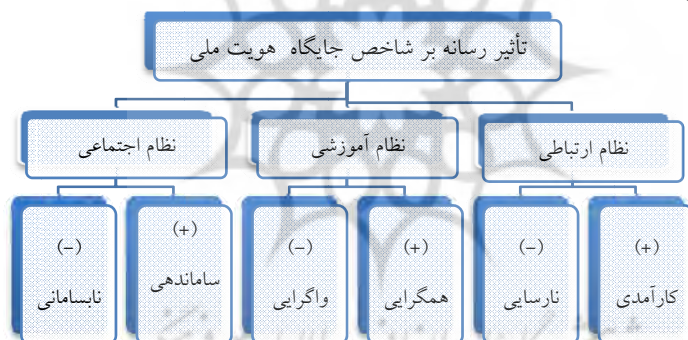 تأثیر رسانه بر شاخص جایگاه هویت ملی
نظام ارتباطی
نظام آموزشی
نظام اجتماعی
(+)
کارآمدی
(–)
نارسایی
(+)
همگرایی
(–)
واگرایی
(+)
ساماندهی
(–)
نابسامانی